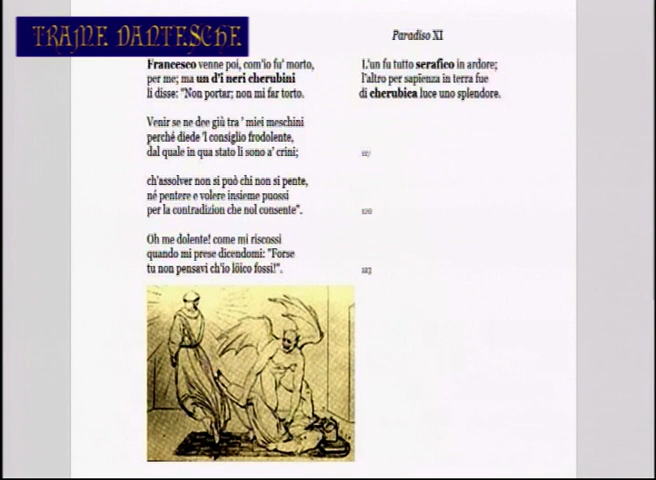 TRAME DANTESCHE
Paradiso XI
Francesco venne poi, com'io fu' morto,
per me; ma un d'i neri cherubini
li disse: "Non portar; non mi far torto.
Venir se ne dee giù tra ' miei meschini
perché diede 'l consiglio frodolente,
dal quale in qua stato li sono a' crini;
117
ch'assolver non si può chi non si pente,
né pentere e volere insieme puossi
per la contradizion che nol consente".
120
Oh me dolente! come mi riscossi
quando mi prese dicendomi: "Forse
tu non pensavi ch'io löico fossi!".
123
L'un fu tutto serafico in ardore;
l'altro per sapïenza in terra fue
di cherubica luce uno splendore.